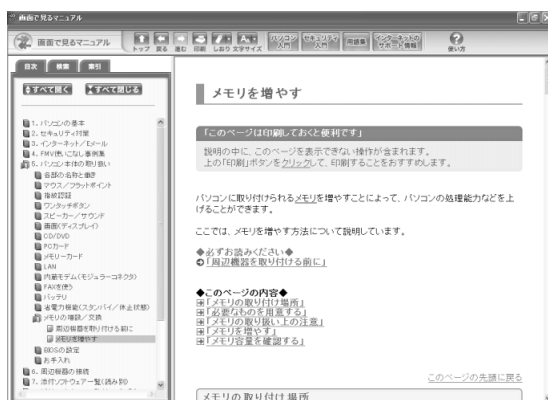 画面で見るマニュアル
画面で見るマニュアル
トップ 戻る 進む 印刷 しおり 文字サイズ
パソコン入門
セキュリティ入門
用語集
インターネットのサポート情報
使い方
目次 検索 索引
すべて開く すべて閉じる
1. パソコンの基本
2. セキュリティ対策
3. インターネット/Eメール
4. FMV使いこなし事例集
5. パソコン本体の取り扱い
各部の名称と働き
マウス/フラットポイント
指紋認証
ワンタッチボタン
スピーカー/サウンド
画面(ディスプレイ)
CD/DVD
PCカード
メモリーカード
LAN
内蔵モデム(モジュラーコネクタ)
FAXを使う
バッテリ
省電力機能(スタンバイ/休止状態)
メモリの増設/交換
周辺機器を取り付ける前に
メモリを増やす
BIOSの設定
お手入れ
6. 周辺機器の接続
7. 添付ソフトウェア一覧(読み別)
メモリを増やす
「このページは印刷しておくと便利です」
説明の中に、このページを表示できない操作が含まれます。
上の「印刷」ボタンをクリックして、印刷することをおすすめします。
パソコンに取り付けられるメモリを増やすことによって、パソコンの処理能力などを上
げることができます。
ここでは、メモリを増やす方法について説明しています。
◆必ずお読みください◆
「周辺機器を取り付ける前に」
◆このページの内容◆
「メモリの取り付け場所」
「必要なものを用意する」
「メモリの取り扱い上の注意」
「メモリを増やす」
「メモリ容量を確認する」
このページの先頭に戻る
メモリの取り付け場所